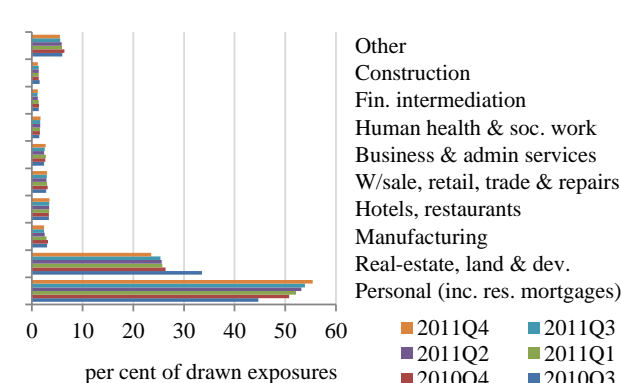 Other
Construction
Fin. intermediation
Human health & soc. work
Business & admin services
W/sale, retail, trade & repairs
Hotels, restaurants
Manufacturing
Real-estate, land & dev.
Personal (inc. res. mortgages)
0 10 20 30 40 50 60
per cent of drawn exposures
2011Q4 2011Q3
2011Q2 2011Q1
2010Q4 2010Q3